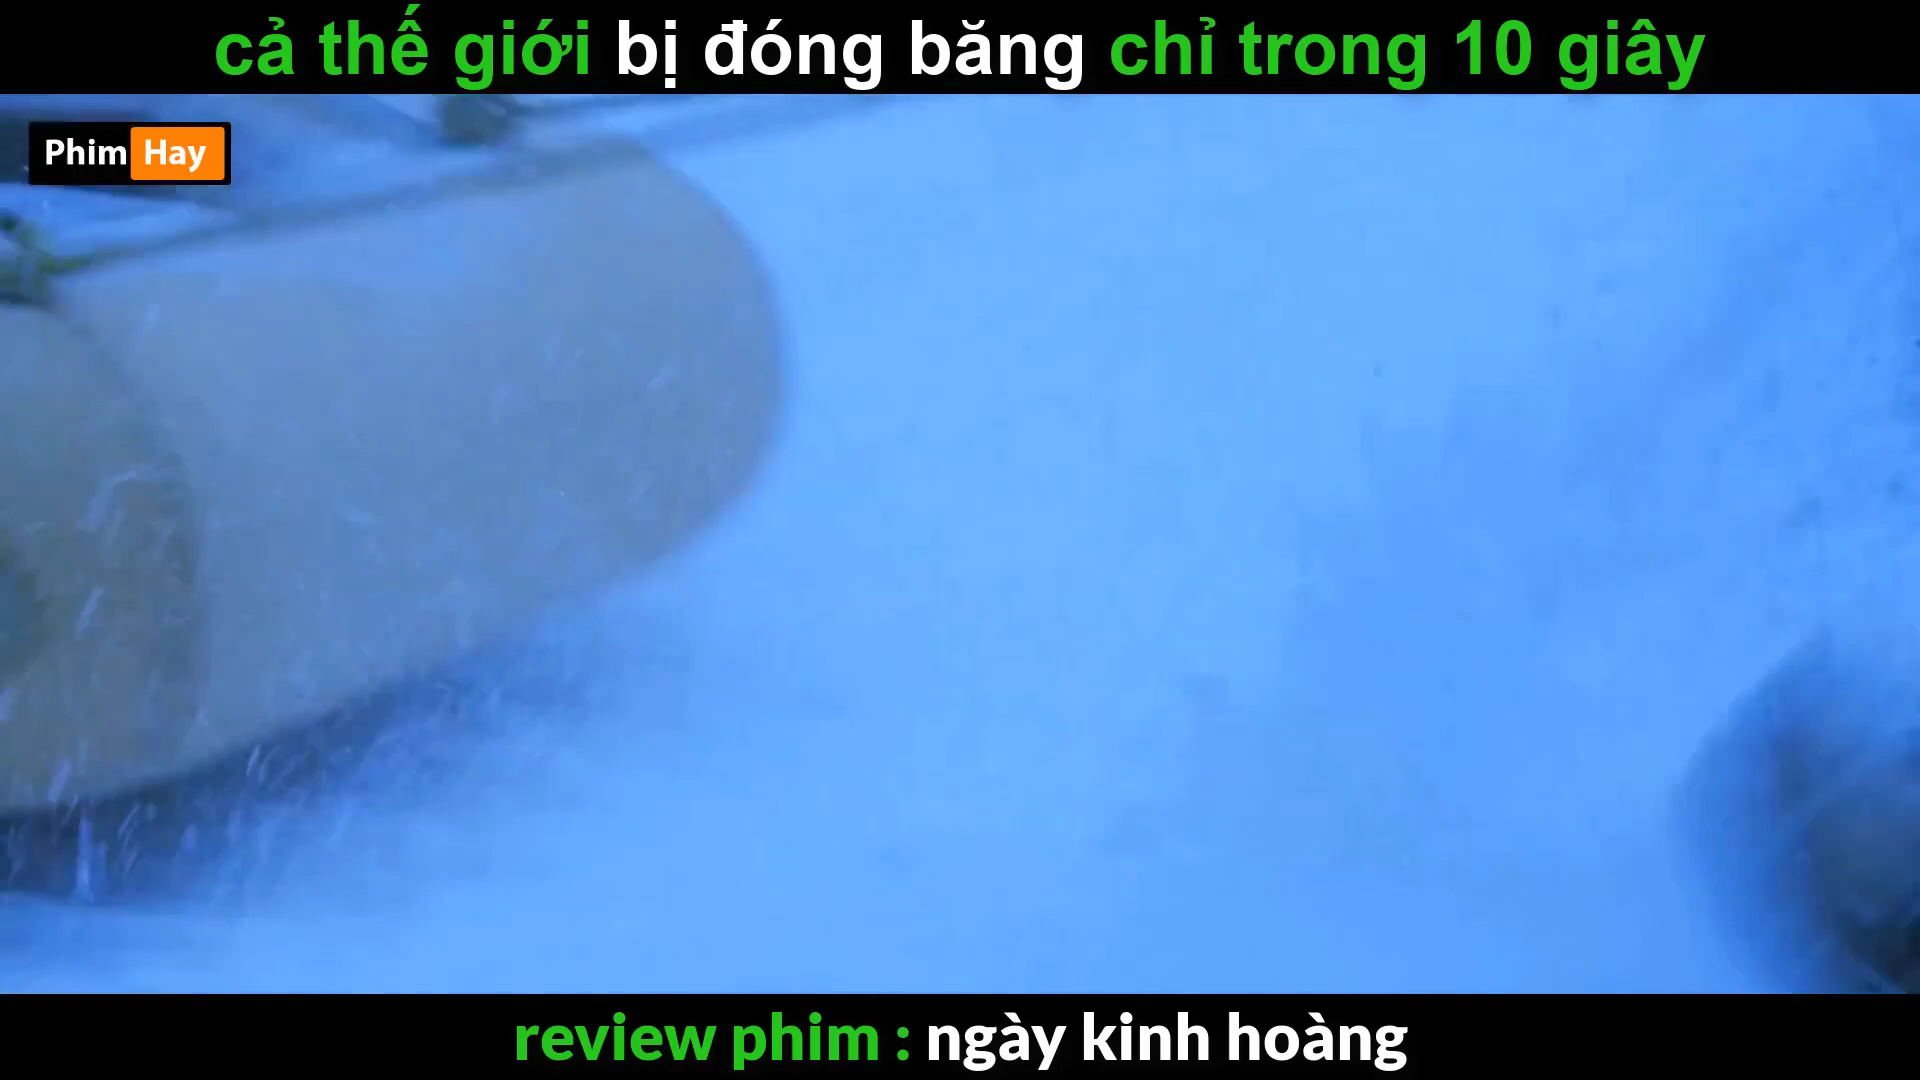 cả thế giới bị đóng băng chỉ trong 10 giây
Phim Hay
review phim : ngày kinh hoàng